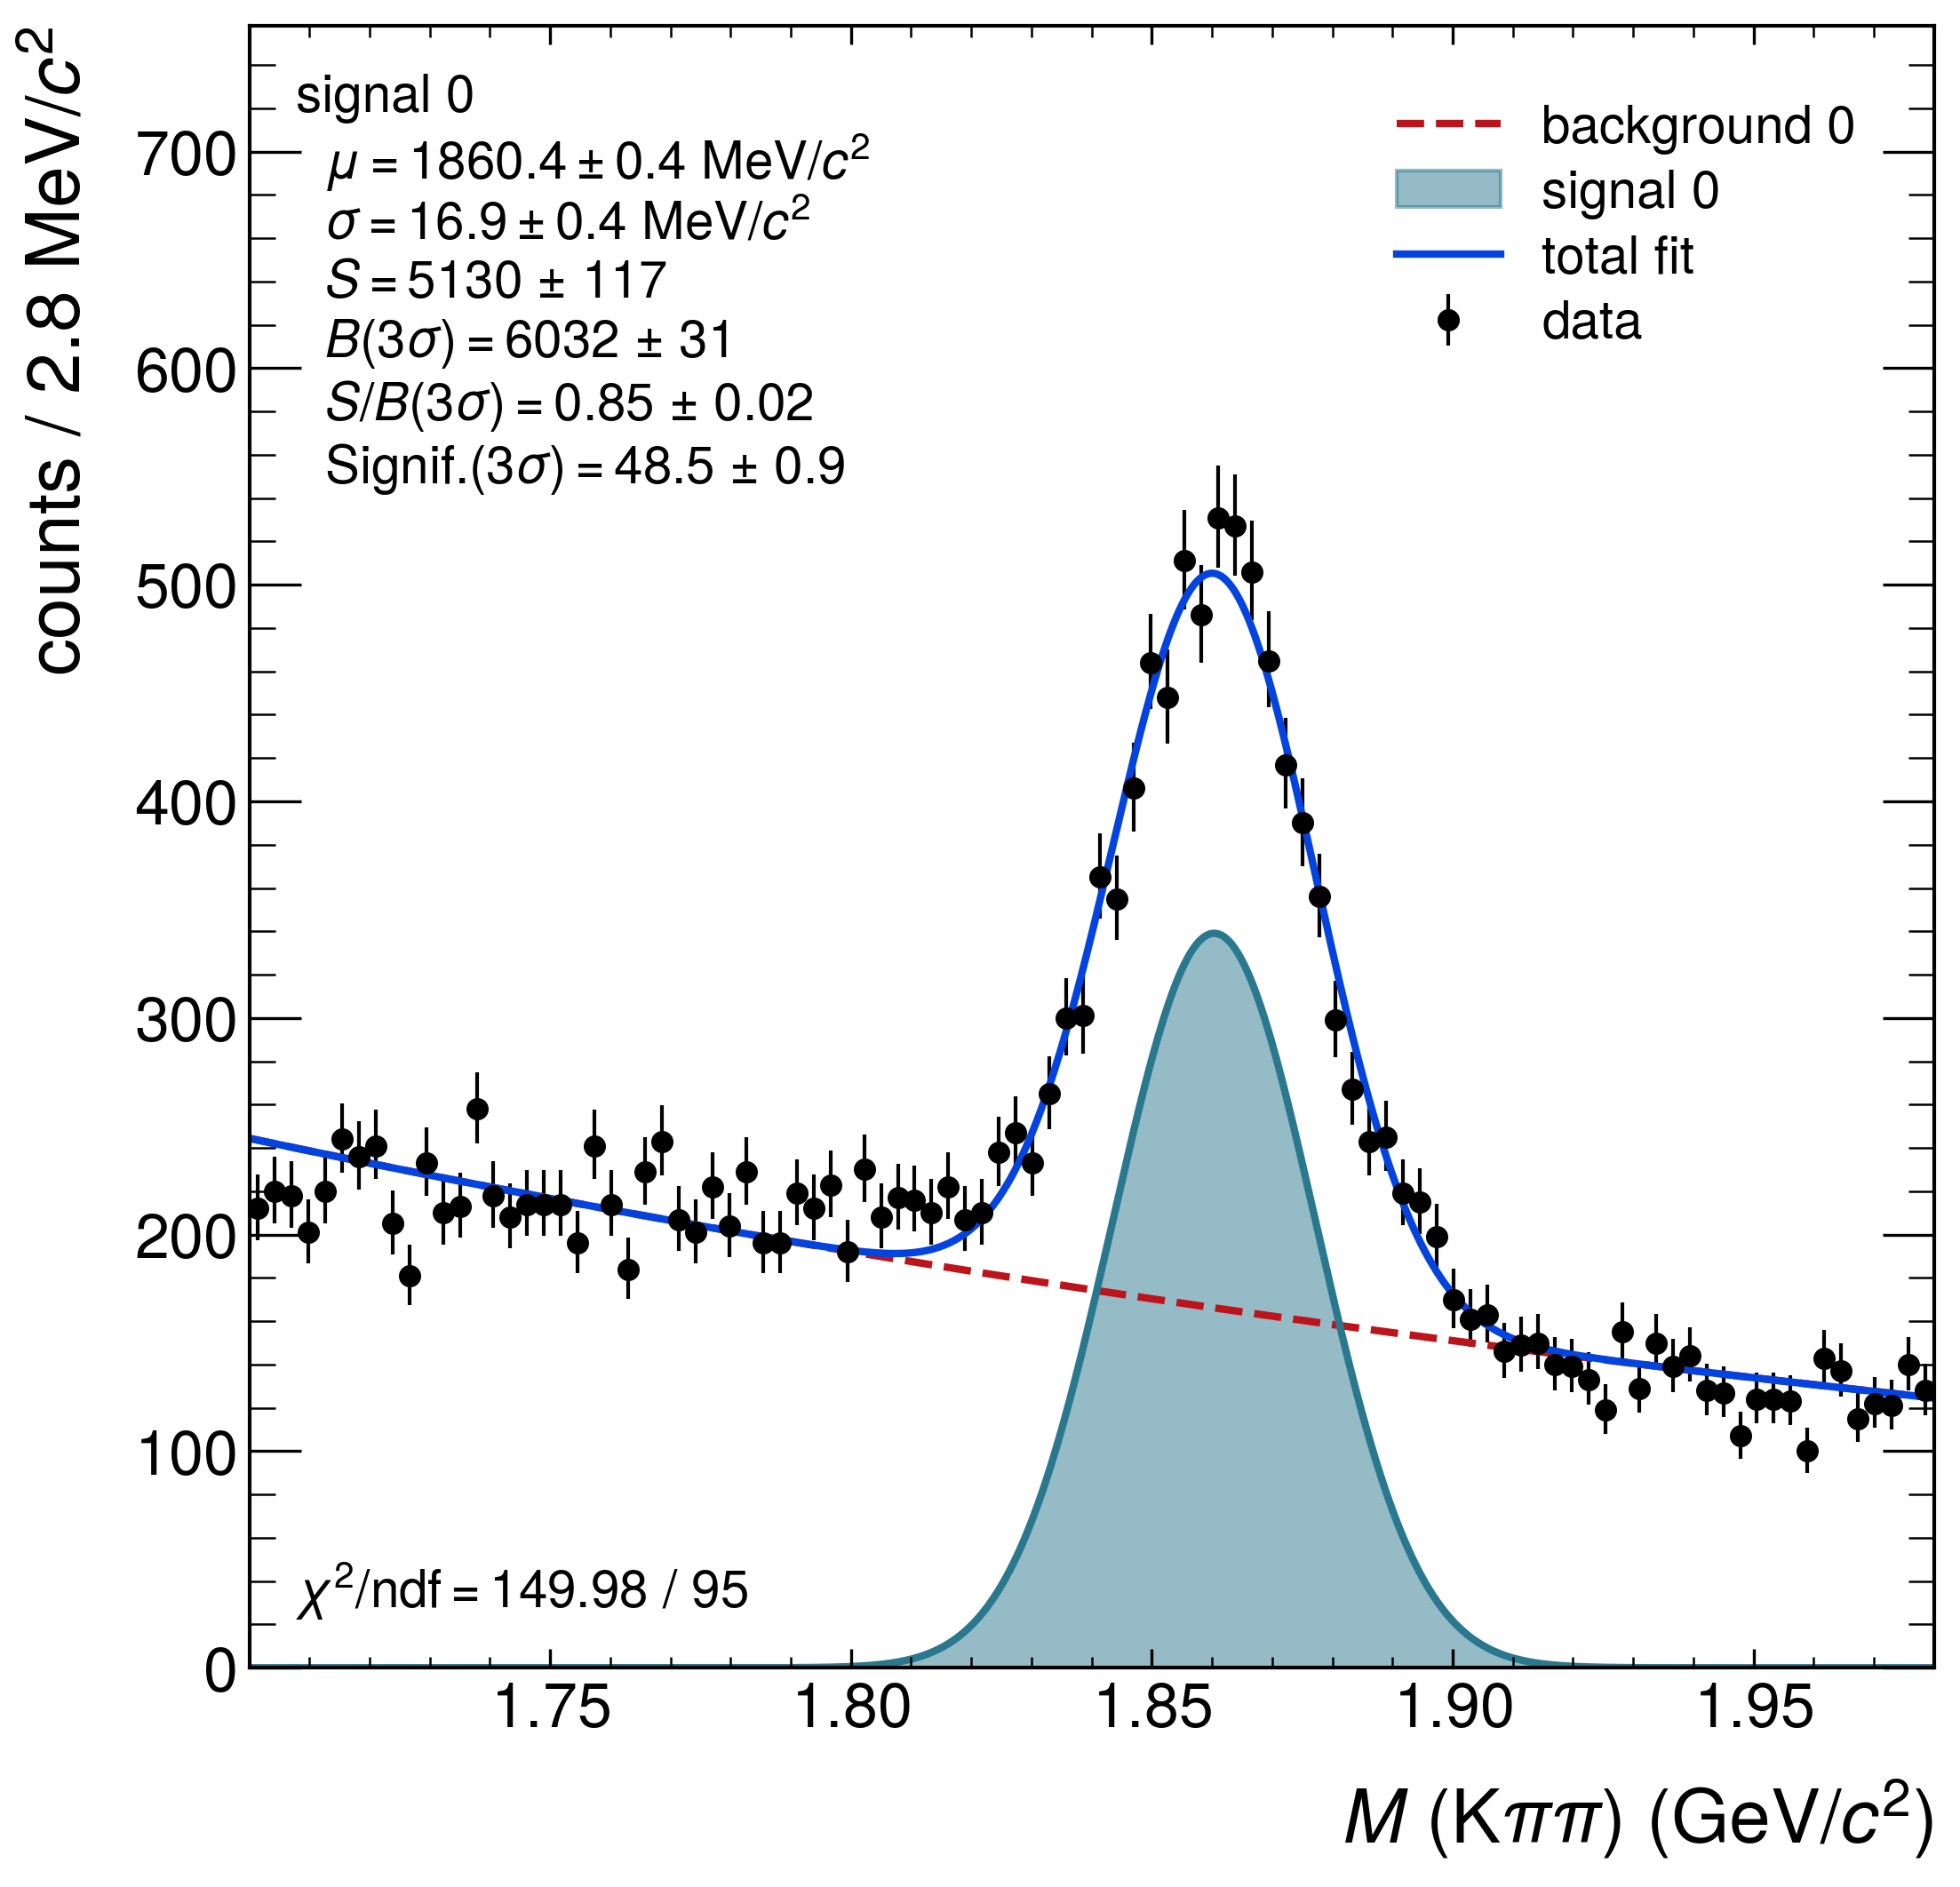 counts / 2.8 MeV/c²
signal 0
μ = 1860.4 ± 0.4 MeV/c²
σ = 16.9 ± 0.4 MeV/c²
S = 5130 ± 117
B(3σ) = 6032 ± 31
S/B(3σ) = 0.85 ± 0.02
Signif.(3σ) = 48.5 ± 0.9
background 0
signal 0
total fit
data
700
600
500
400
300
200
100
0
χ²/ndf = 149.98 / 95
1.75 1.80 1.85 1.90 1.95
M (Kππ) (GeV/c²)